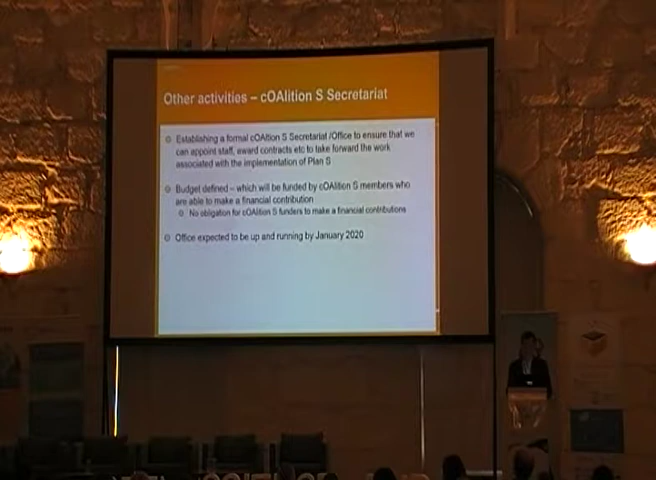 Other activities – cOAlition S Secretariat
Establishing a formal cOAltion S Secretariat /Office to ensure that we
can appoint staff, award contracts etc to take forward the work
associated with the implementation of Plan S
Budget defined – which will be funded by cOAlition S members who
are able to make a financial contribution
No obligation for cOAlition S funders to make a financial contributions
Office expected to be up and running by January 2020